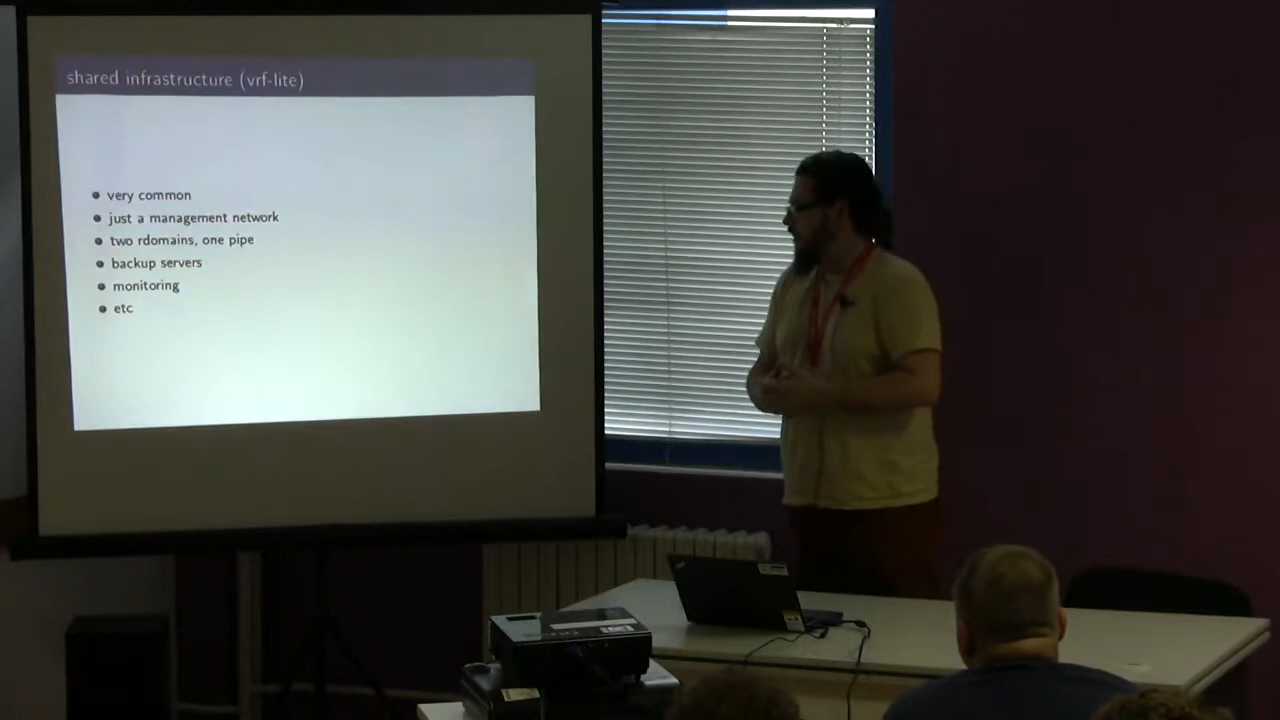 shared infrastructure (vrf-lite)
very common
just a management network
two rdomains, one pipe
backup servers
monitoring
etc